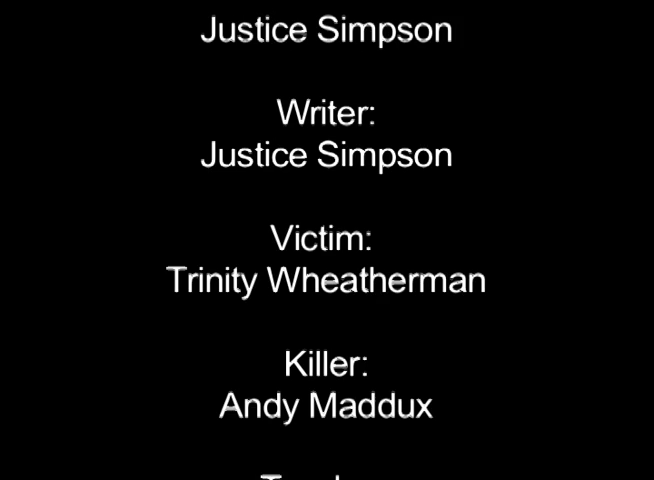 Justice Simpson
Writer:
Justice Simpson
Victim:
Trinity Wheatherman
Killer:
Andy Maddux